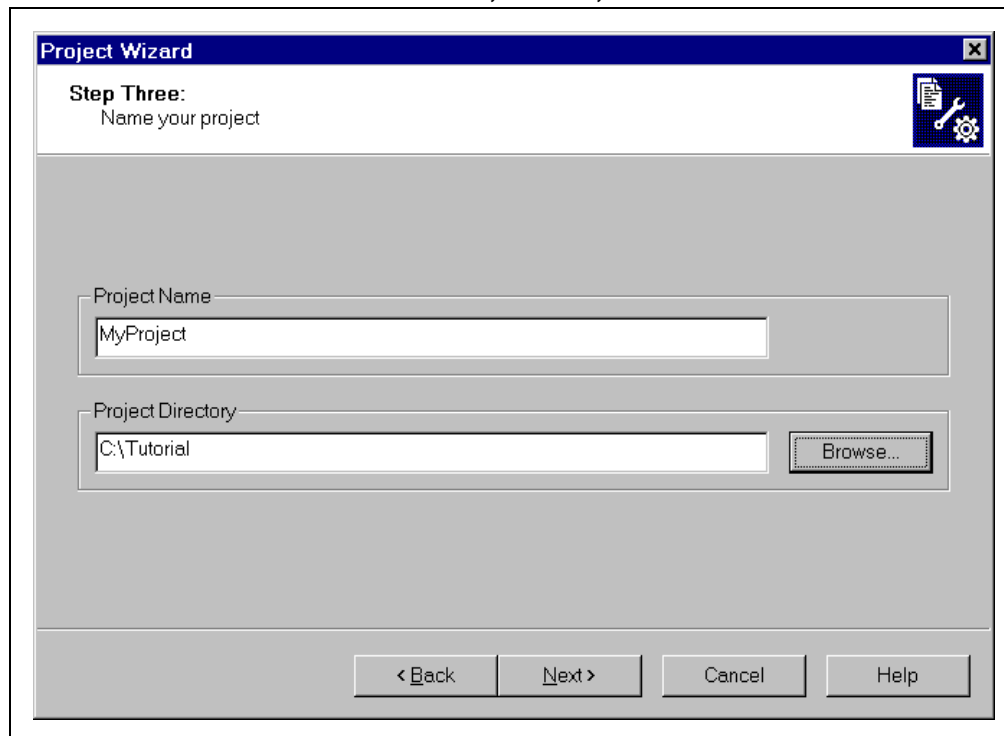 Project Wizard
Step Three:
Name your project
Project Name
MyProject
Project Directory
C:\Tutorial
Browse...
< Back
Next >
Cancel
Help